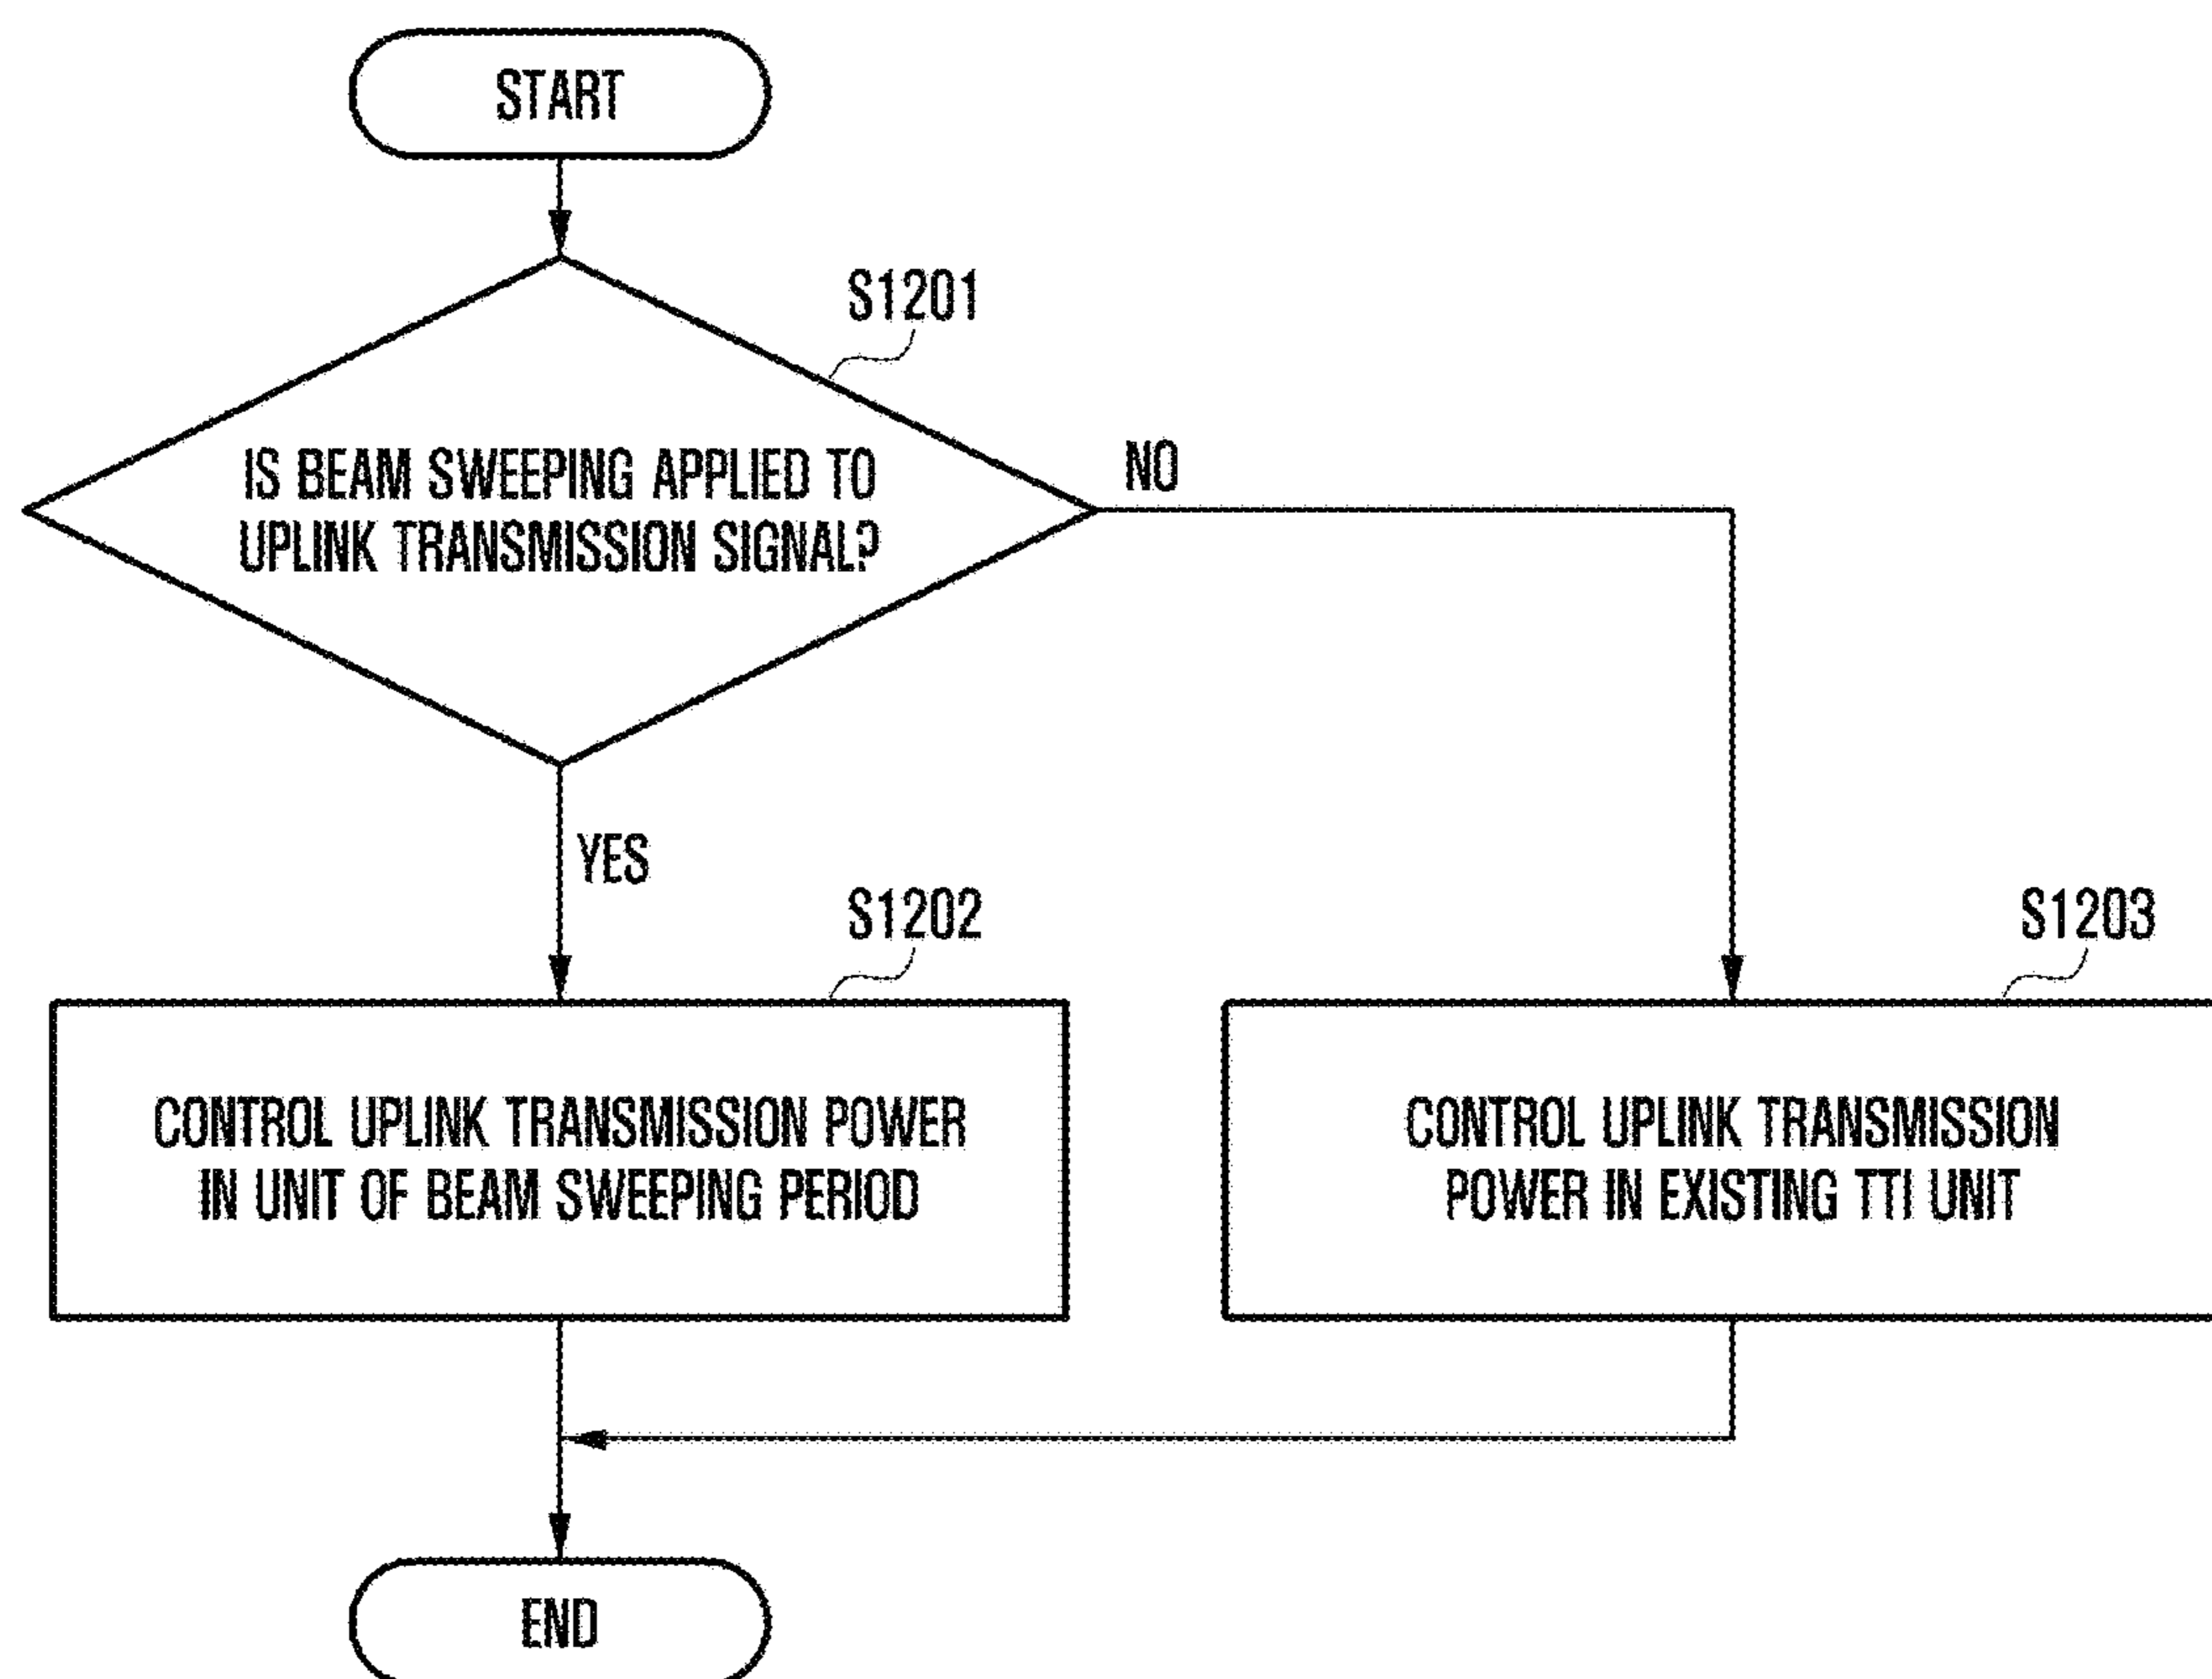 START
S1201
IS BEAM SWEEPING APPLIED TO
UPLINK TRANSMISSION SIGNAL?
NO
YES
S1202
CONTROL UPLINK TRANSMISSION POWER
IN UNIT OF BEAM SWEEPING PERIOD
S1203
CONTROL UPLINK TRANSMISSION
POWER IN EXISTING TTI UNIT
END